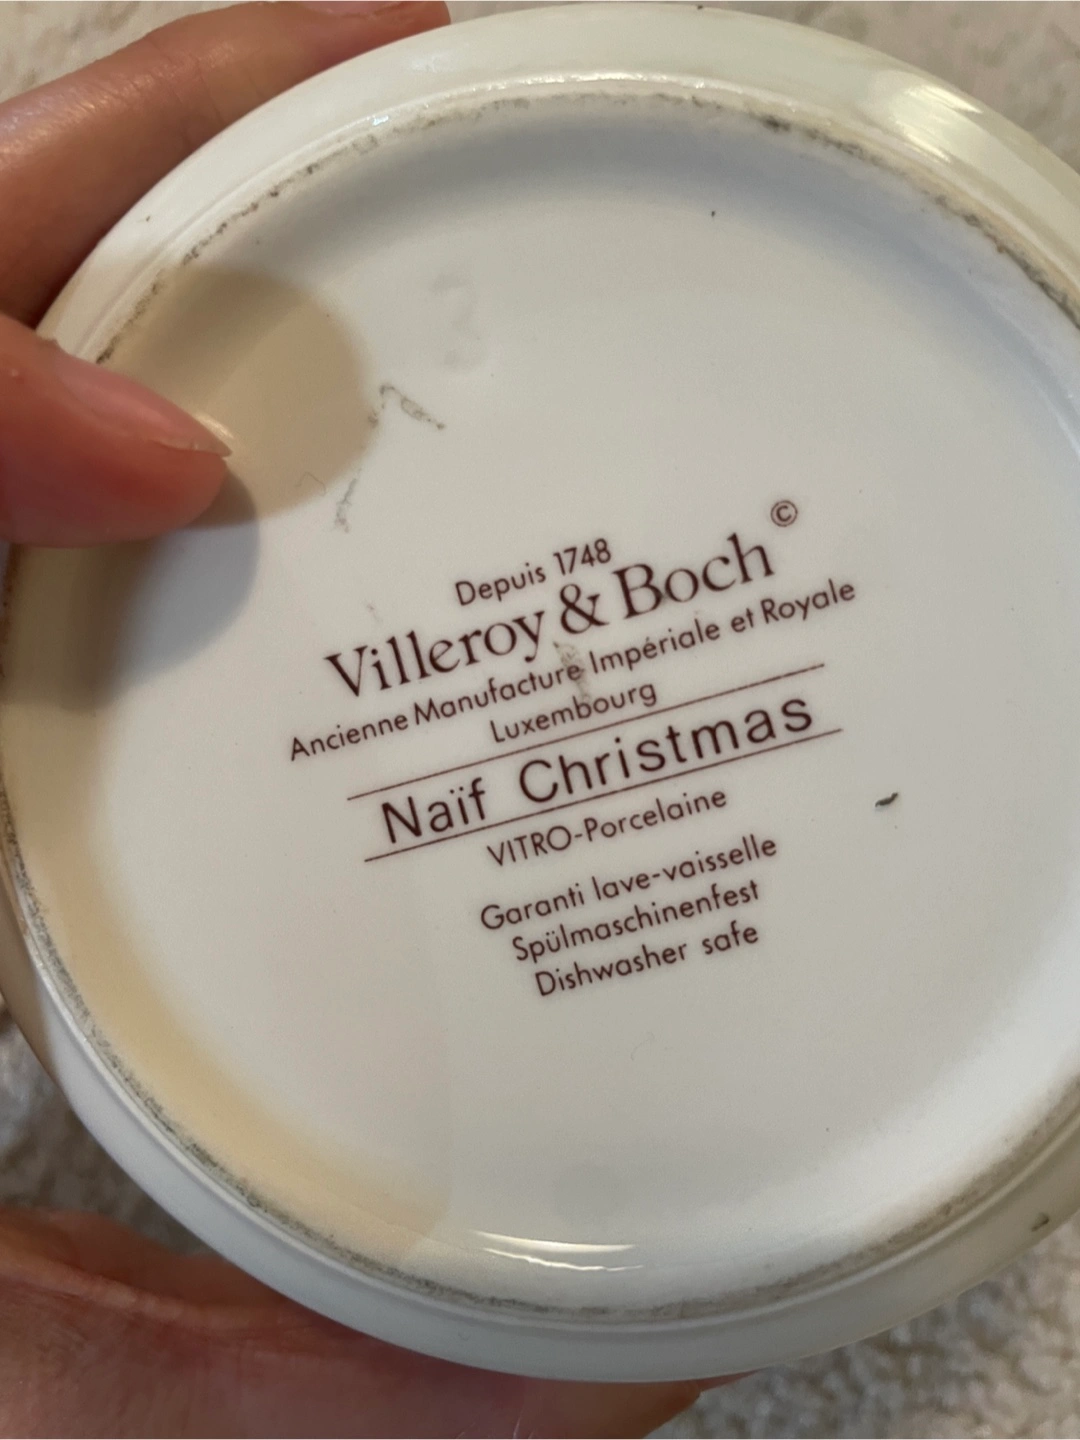 Depuis 1748
Villeroy & Boch ©
Ancienne Manufacture Impériale et Royale
Luxembourg
Naïf Christmas
VITRO-Porcelaine
Garanti lave-vaisselle
Spülmaschinenfest
Dishwasher safe